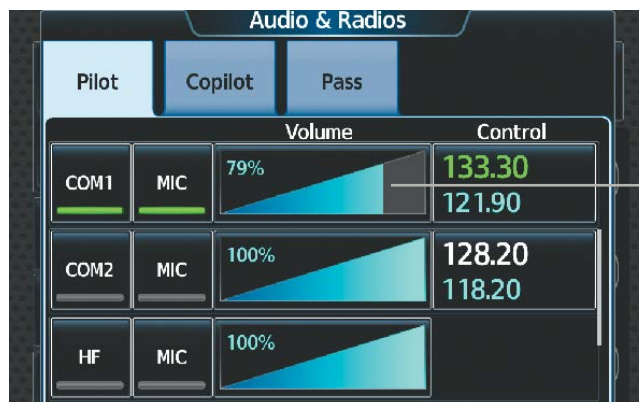 Audio & Radios
Pilot Copilot Pass
Volume Control
COM1 MIC 79% 133.30
121.90
COM2 MIC 100% 128.20
118.20
HF MIC 100%